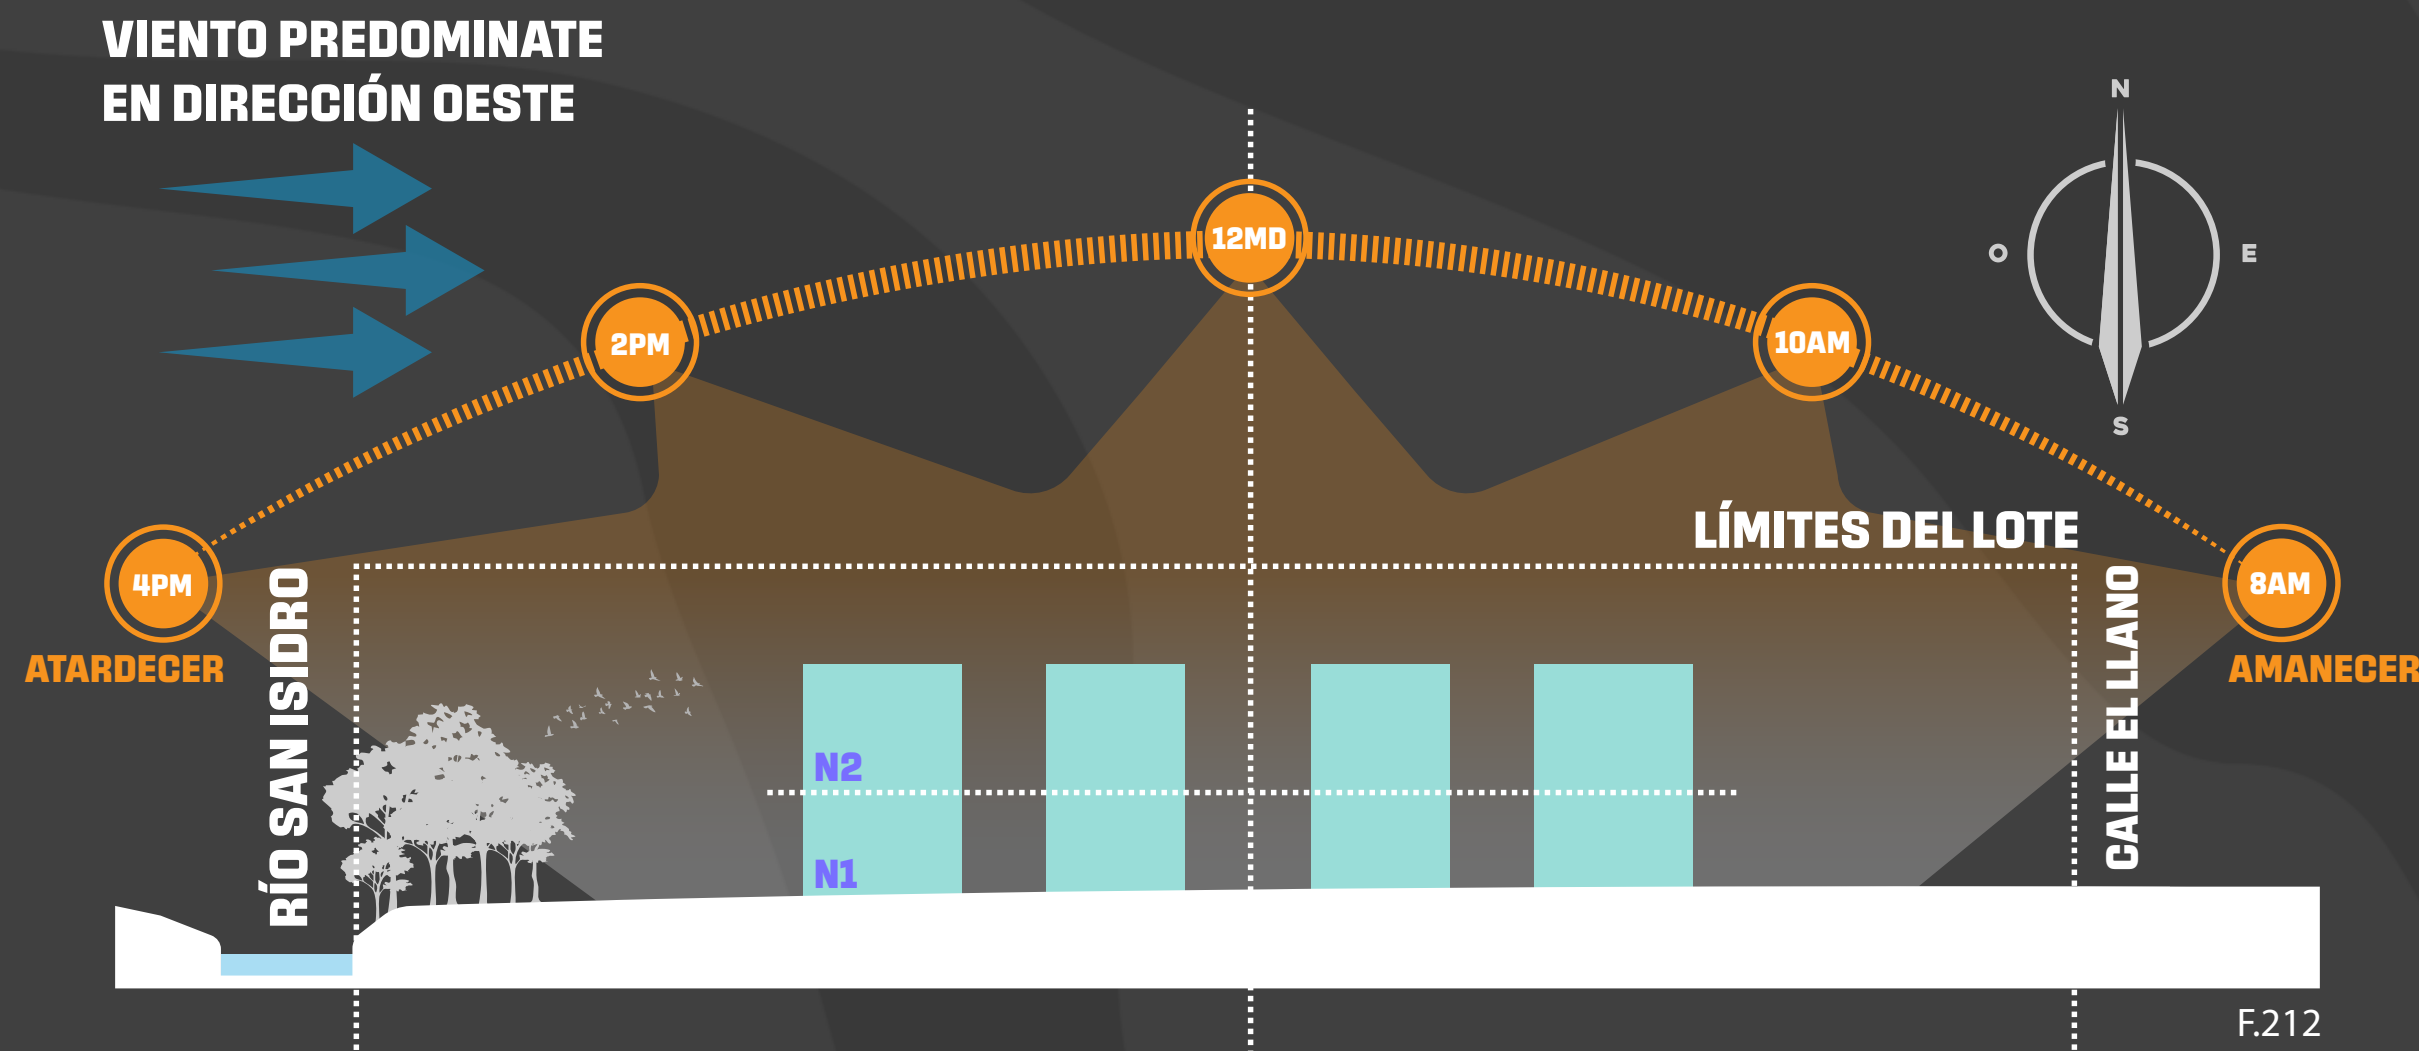 VIENTO PREDOMINATE
EN DIRECCIÓN OESTE
N
O
E
S
12MD
2PM
10AM
4PM
8AM
LÍMITES DEL LOTE
ATARDECER
AMANECER
RÍO SAN ISIDRO
CALLE EL LLANO
N2
N1
F.212